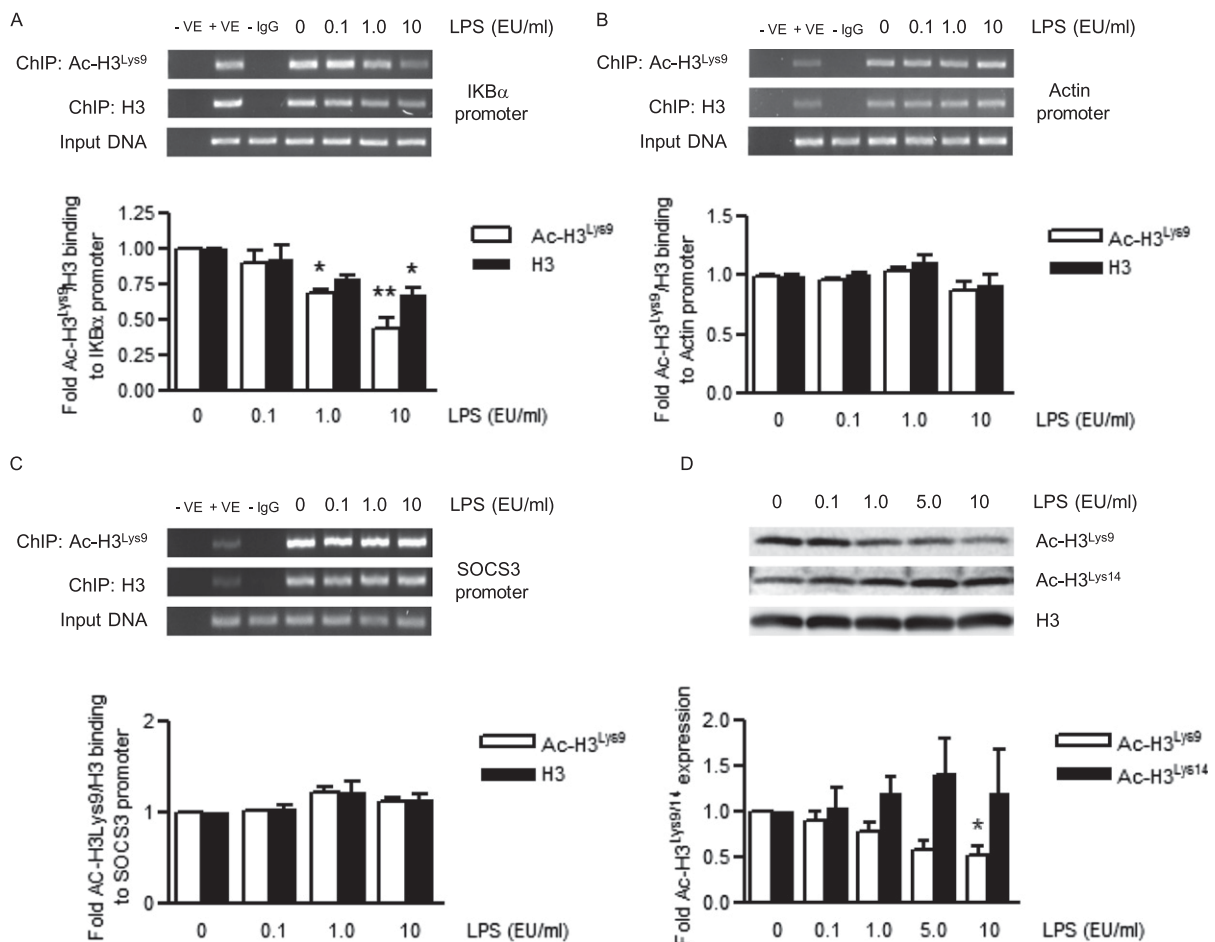 A
- VE + VE - IgG 0 0.1 1.0 10 LPS (EU/ml)
ChIP: Ac-H3Lys9
ChIP: H3
Input DNA
IKBα
promoter
Fold Ac-H3Lys9/H3 binding
to IKBα promoter
1.25
1.00
0.75
0.50
0.25
0.00
*
**
*
Ac-H3Lys9
H3
0 0.1 1.0 10 LPS (EU/ml)
B
- VE + VE - IgG 0 0.1 1.0 10 LPS (EU/ml)
ChIP: Ac-H3Lys9
ChIP: H3
Input DNA
Actin
promoter
Fold Ac-H3Lys9/H3 binding
to Actin promoter
1.5
1.0
0.5
0.0
Ac-H3Lys9
H3
0 0.1 1.0 10 LPS (EU/ml)
C
- VE + VE - IgG 0 0.1 1.0 10 LPS (EU/ml)
ChIP: Ac-H3Lys9
ChIP: H3
Input DNA
SOCS3
promoter
Fold AC-H3Lys9/H3 binding
to SOCS3 promoter
2
1
0
Ac-H3Lys9
H3
0 0.1 1.0 10 LPS (EU/ml)
D
0 0.1 1.0 5.0 10 LPS (EU/ml)
Ac-H3Lys9
Ac-H3Lys14
H3
Fold Ac-H3Lys9/14 expression
2.0
1.5
1.0
0.5
0.0
*
Ac-H3Lys9
Ac-H3Lys14
0 0.1 1.0 5.0 10 LPS (EU/ml)